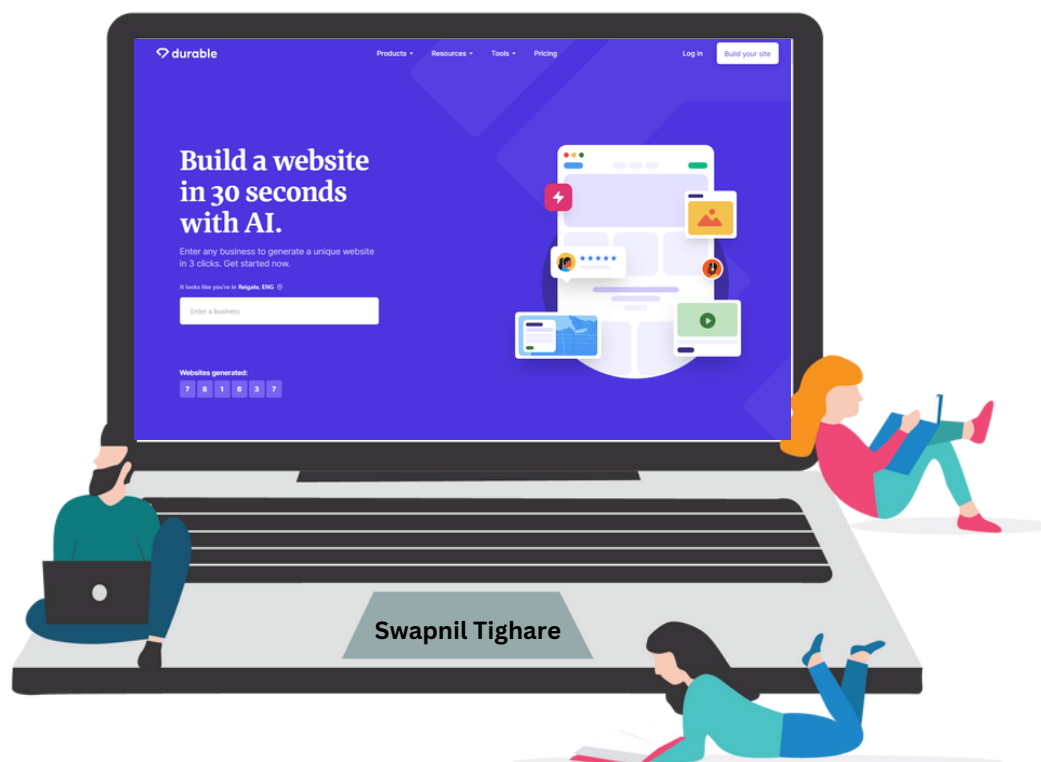 durable
Products Resources Tools Pricing Log in Build your site
Build a website
in 30 seconds
with AI.
Enter any business to generate a unique website
in 3 clicks. Get started now.
It looks like you're in Reigate, ENG
Enter a business
Websites generated:
7 8 1 6 3 7
Swapnil Tighare